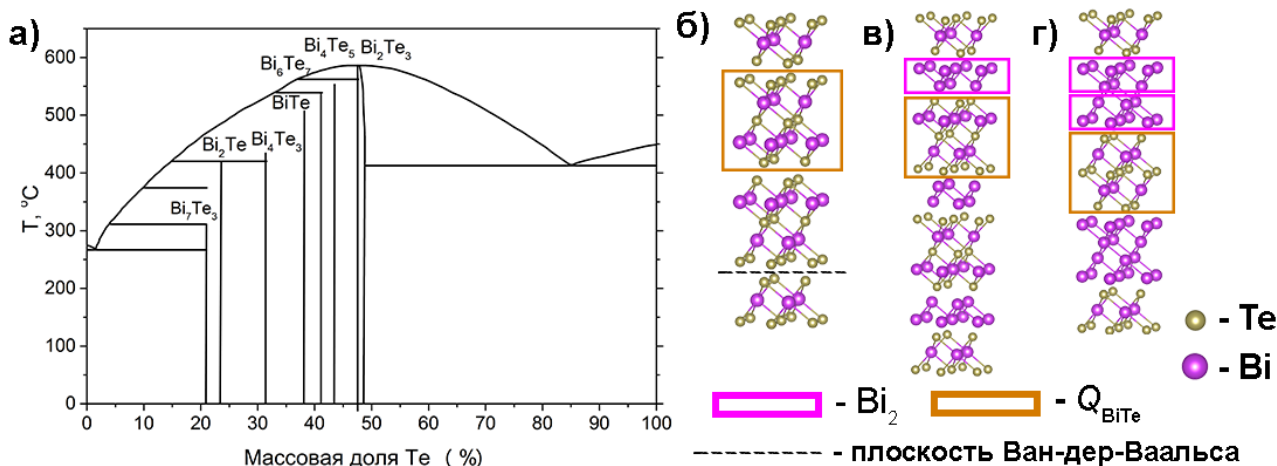 а)
T, °C
600
500
400
300
200
100
0
Bi₄Te₅ Bi₂Te₃
Bi₆Te₇
BiTe
Bi₂Te Bi₄Te₃
Bi₇Te₃
0 10 20 30 40 50 60 70 80 90 100
Массовая доля Te ( %)
б)
в)
г)
- Te
- Bi
- Bi₂
- Q BiTe
- плоскость Ван-дер-Ваальса